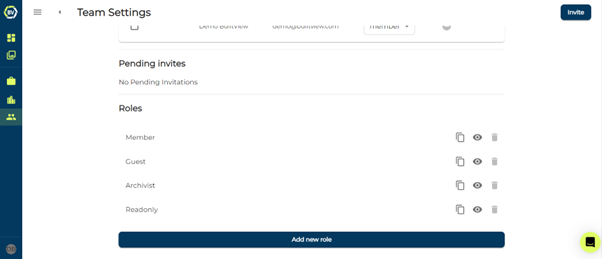 BV
Team Settings
Invite
Demo Builtview
demo@builtview.com
member
Pending invites
No Pending Invitations
Roles
Member
Guest
Archivist
Readonly
Add new role